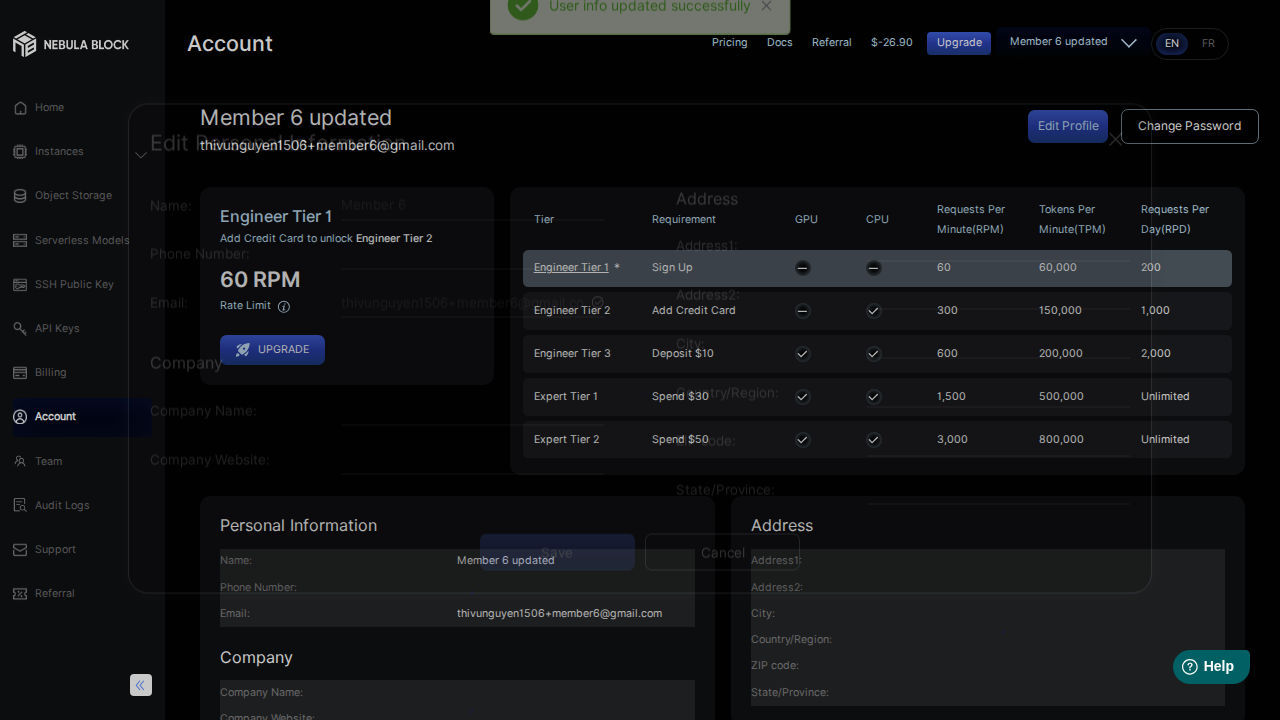 User info updated successfully
NEBULA BLOCK
Account
Pricing
Docs
Referral
$-26.90
Upgrade
Member 6 updated
EN
FR
Home
Instances
Object Storage
Serverless Models
SSH Public Key
API Keys
Billing
Account
Team
Audit Logs
Support
Referral
Member 6 updated
thivunguyen1506+member6@gmail.com
Edit Profile
Change Password
Edit Personal Information
Name:
Member 6
Phone Number:
Email:
Company
Company Name:
Company Website:
Address
Address1:
Address2:
City:
Country/Region:
State/Province:
Save
Cancel
Engineer Tier 1
Add Credit Card to unlock Engineer Tier 2
60 RPM
Rate Limit
UPGRADE
Tier Requirement GPU CPU Requests Per Minute(RPM) Tokens Per Minute(TPM) Requests Per Day(RPD)
Engineer Tier 1 * Sign Up 60 60,000 200
Engineer Tier 2 Add Credit Card 300 150,000 1,000
Engineer Tier 3 Deposit $10 600 200,000 2,000
Expert Tier 1 Spend $30 1,500 500,000 Unlimited
Expert Tier 2 Spend $50 3,000 800,000 Unlimited
Personal Information
Name: Member 6 updated
Phone Number:
Email: thivunguyen1506+member6@gmail.com
Company
Company Name:
Company Website:
Address
Address1:
Address2:
City:
Country/Region:
ZIP code:
State/Province:
Help